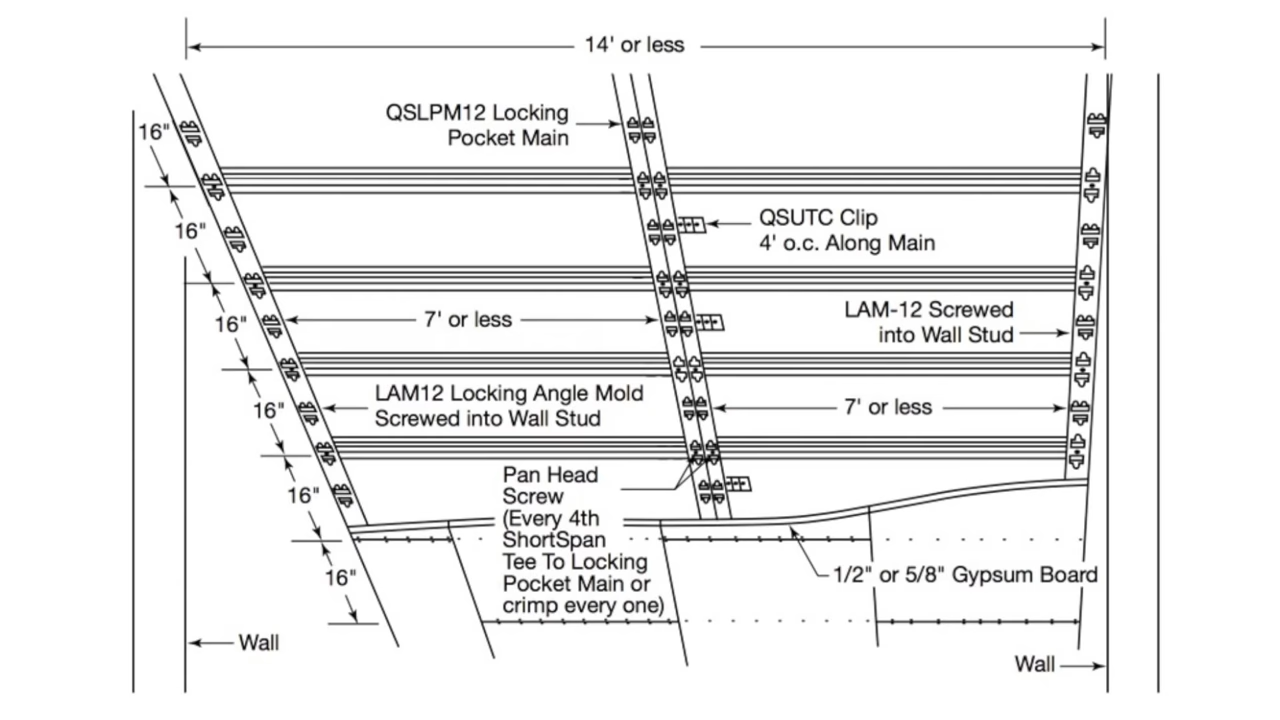 14' or less
QSLPM12 Locking
Pocket Main
16"
QSUTC Clip
4' o.c. Along Main
16"
LAM-12 Screwed
into Wall Stud
16"
7' or less
LAM12 Locking Angle Mold
Screwed into Wall Stud
7' or less
16"
Pan Head
Screw
(Every 4th
ShortSpan
Tee To Locking
Pocket Main or
crimp every one)
16"
1/2" or 5/8" Gypsum Board
16"
Wall
Wall